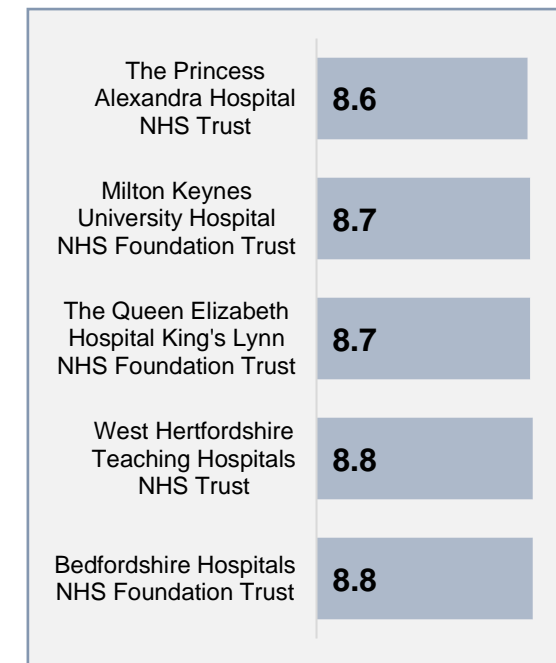 The Princess
Alexandra Hospital
NHS Trust
8.6
Milton Keynes
University Hospital
NHS Foundation Trust
8.7
The Queen Elizabeth
Hospital King's Lynn
NHS Foundation Trust
8.7
West Hertfordshire
Teaching Hospitals
NHS Trust
8.8
Bedfordshire Hospitals
NHS Foundation Trust
8.8